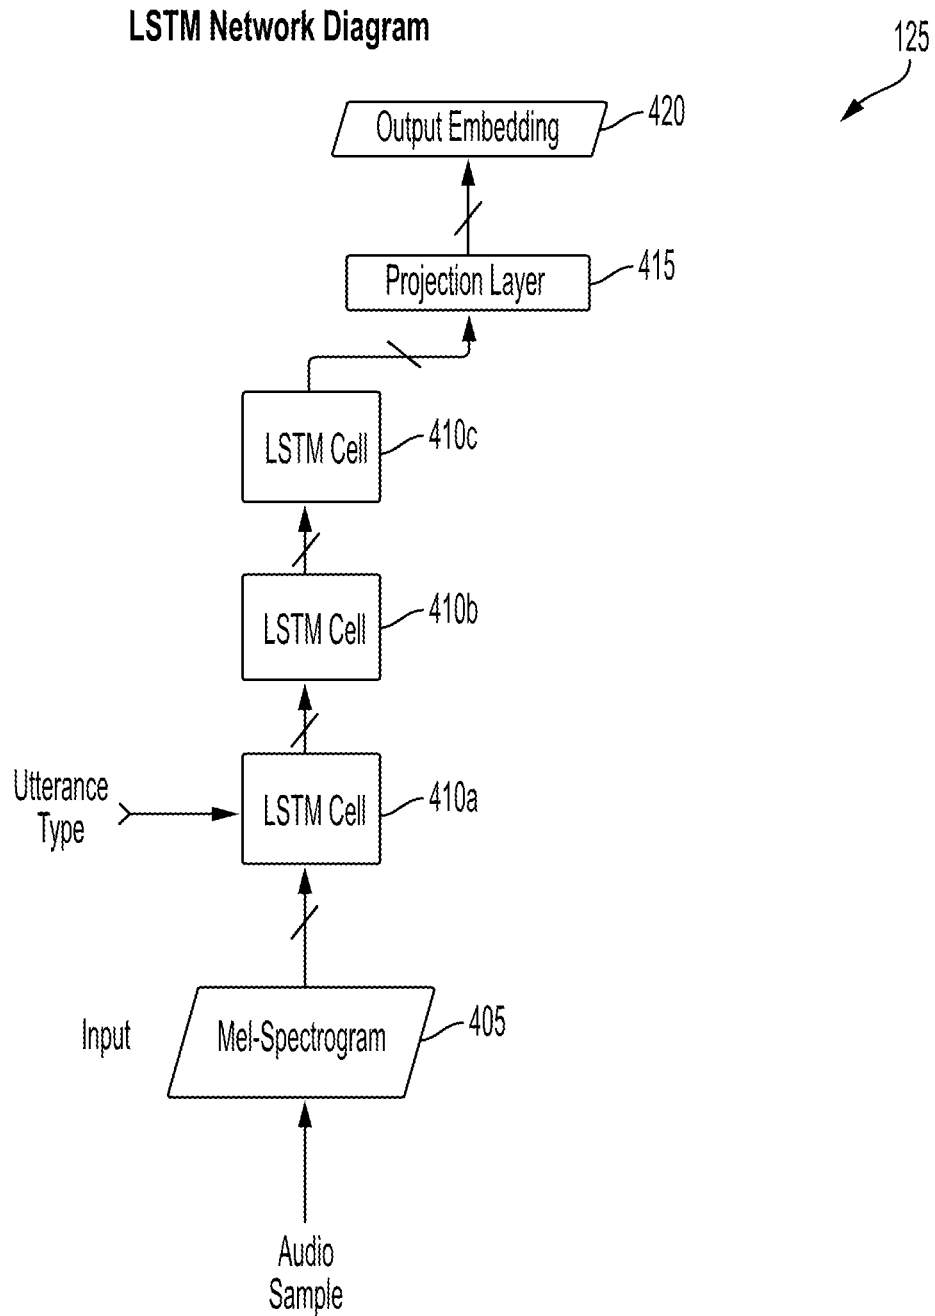 LSTM Network Diagram
125
Output Embedding
420
Projection Layer
415
LSTM Cell
410c
LSTM Cell
410b
Utterance
Type
LSTM Cell
410a
Input
Mel-Spectrogram
405
Audio
Sample